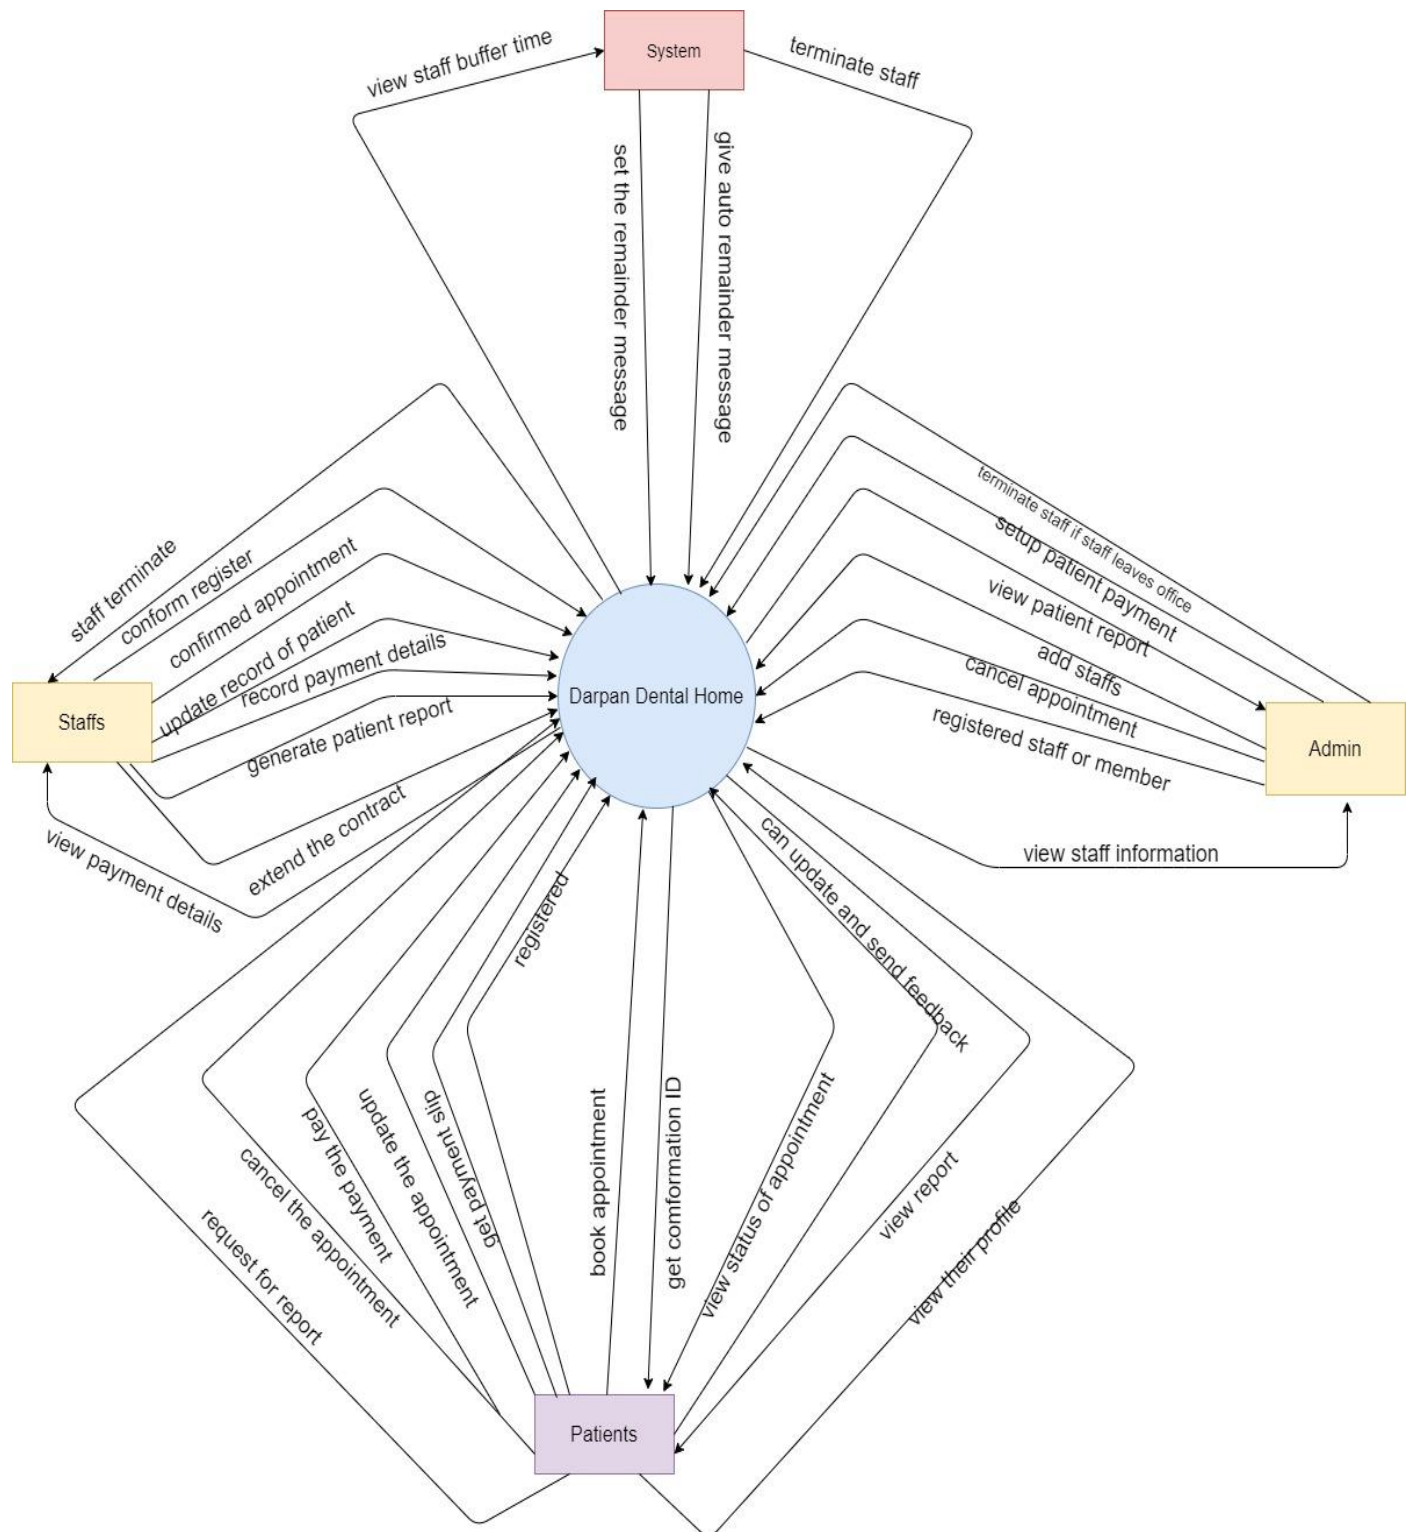 System
view staff buffer time
terminate staff
set the remainder message
give auto remainder message
staff terminate
conform register
confirmed appointment
update record of patient
record payment details
generate patient report
extend the contract
view payment details
Staffs
Darpan Dental Home
terminate staff if staff leaves office
setup patient payment
view patient report
add staffs
cancel appointment
registered staff or member
view staff information
Admin
registered
can update and send feedback
request for report
cancel the appointment
pay the payment
update the appointment
get payment slip
book appointment
get comformation ID
view status of appointment
view report
view their profile
Patients